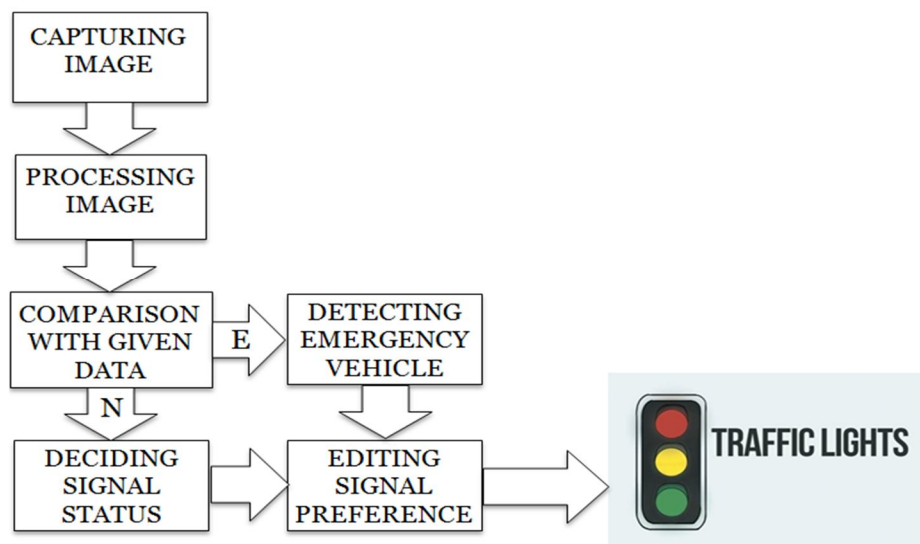 CAPTURING
IMAGE
PROCESSING
IMAGE
COMPARISON
WITH GIVEN
DATA
E
DETECTING
EMERGENCY
VEHICLE
N
DECIDING
SIGNAL
STATUS
EDITING
SIGNAL
PREFERENCE
TRAFFIC LIGHTS